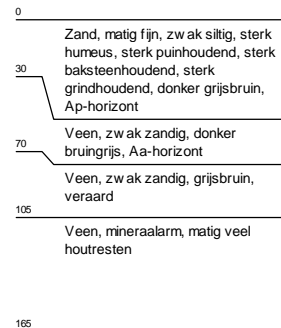 0
Zand, matig fijn, zwak siltig, sterk
humeus, sterk puinhoudend, sterk
baksteenhoudend, sterk
grindhoudend, donker grijsbruin,
Ap-horizont
30
Veen, zwak zandig, donker
bruingrijs, Aa-horizont
70
Veen, zwak zandig, grijsbruin,
veraard
105
Veen, mineraalarm, matig veel
houtresten
165